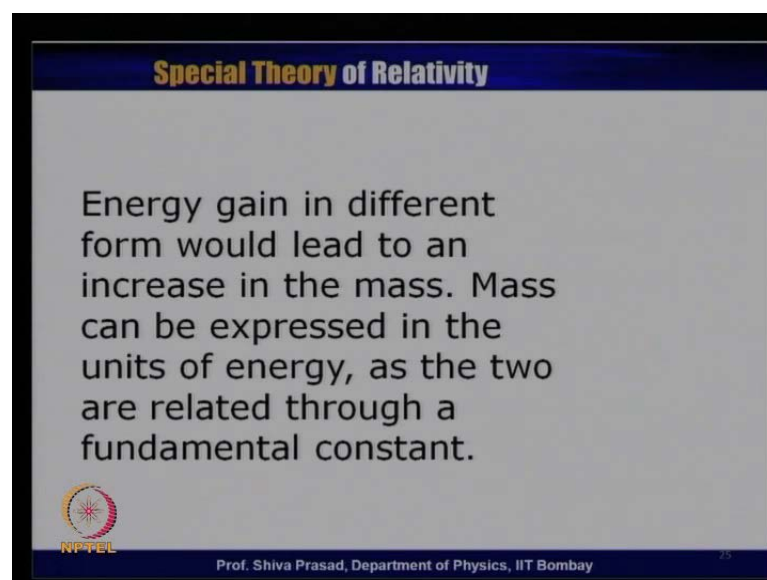 Special Theory of Relativity
Energy gain in different
form would lead to an
increase in the mass. Mass
can be expressed in the
units of energy, as the two
are related through a
fundamental constant.
NPTEL
Prof. Shiva Prasad, Department of Physics, IIT Bombay
25